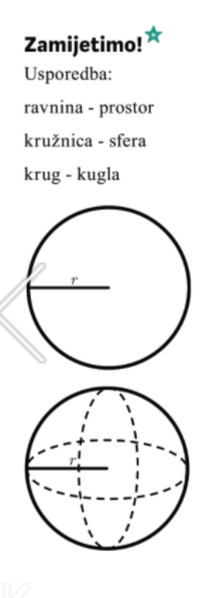 Zamijetimo!
Usporedba:
ravnina - prostor
kružnica - sfera
krug - kugla
r
r